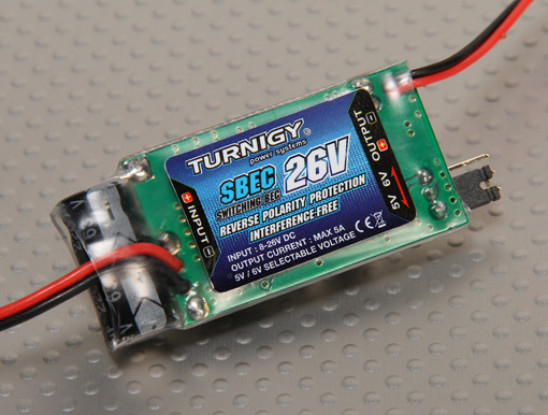 TURNIGY®
power systems
SBEC 26V
SWITCHING BEC
REVERSE POLARITY PROTECTION
INTERFERENCE-FREE
INPUT : 8-26V DC
OUTPUT CURRENT : MAX 5A
5V / 6V SELECTABLE VOLTAGE CE
+ INPUT -
OUTPUT
+ -
5V 6V